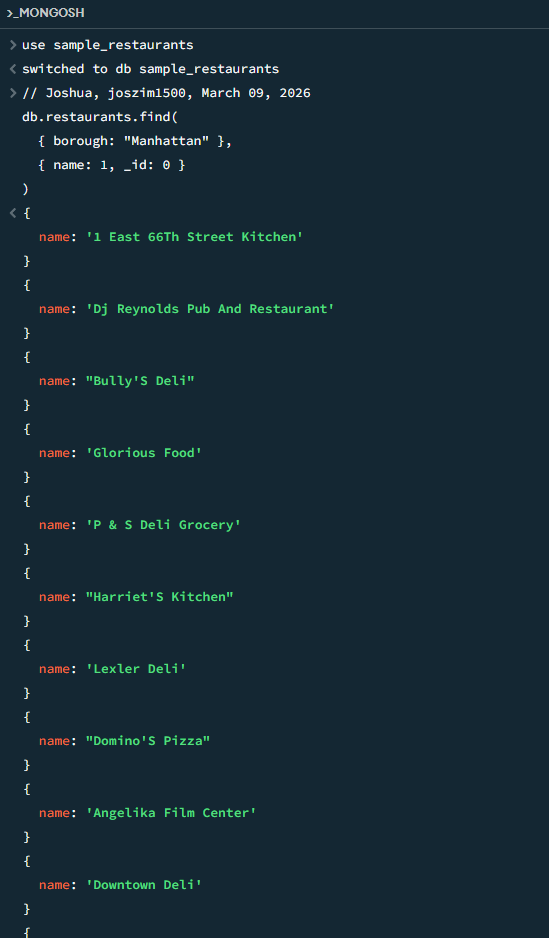 >_MONGOSH
> use sample_restaurants
< switched to db sample_restaurants
> // Joshua, joszim1500, March 09, 2026
db.restaurants.find(
{ borough: "Manhattan" },
{ name: 1, _id: 0 }
)
< {
name: '1 East 66Th Street Kitchen'
}
{
name: 'Dj Reynolds Pub And Restaurant'
}
{
name: "Bully'S Deli"
}
{
name: 'Glorious Food'
}
{
name: 'P & S Deli Grocery'
}
{
name: "Harriet'S Kitchen"
}
{
name: 'Lexler Deli'
}
{
name: "Domino'S Pizza"
}
{
name: 'Angelika Film Center'
}
{
name: 'Downtown Deli'
}
{